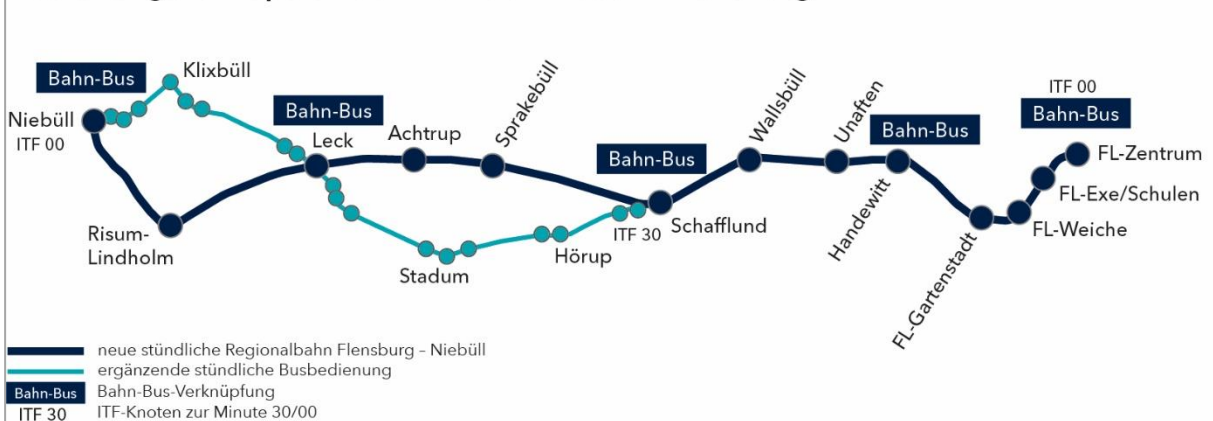 Bahn-Bus
Klixbüll
Niebüll
ITF 00
Risum-
Lindholm
Bahn-Bus
Leck
Achtrup
Sprakebüll
Stadum
Hörup
Bahn-Bus
ITF 30
Schafflund
Wallsbüll
Unaften
Bahn-Bus
Handewitt
ITF 00
Bahn-Bus
FL-Zentrum
FL-Exe/Schulen
FL-Weiche
FL-Gartenstadt
neue stündliche Regionalbahn Flensburg – Niebüll
ergänzende stündliche Busbedienung
Bahn-Bus Bahn-Bus-Verknüpfung
ITF 30 ITF-Knoten zur Minute 30/00